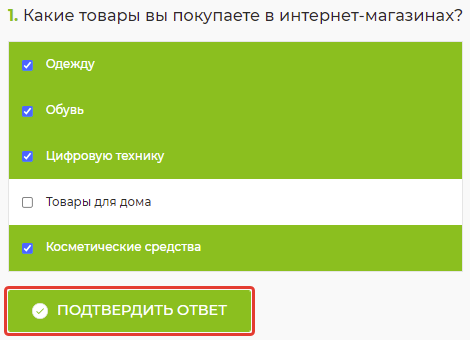 1. Какие товары вы покупаете в интернет-магазинах?
Одежду
Обувь
Цифровую технику
Товары для дома
Косметические средства
ПОДТВЕРДИТЬ ОТВЕТ